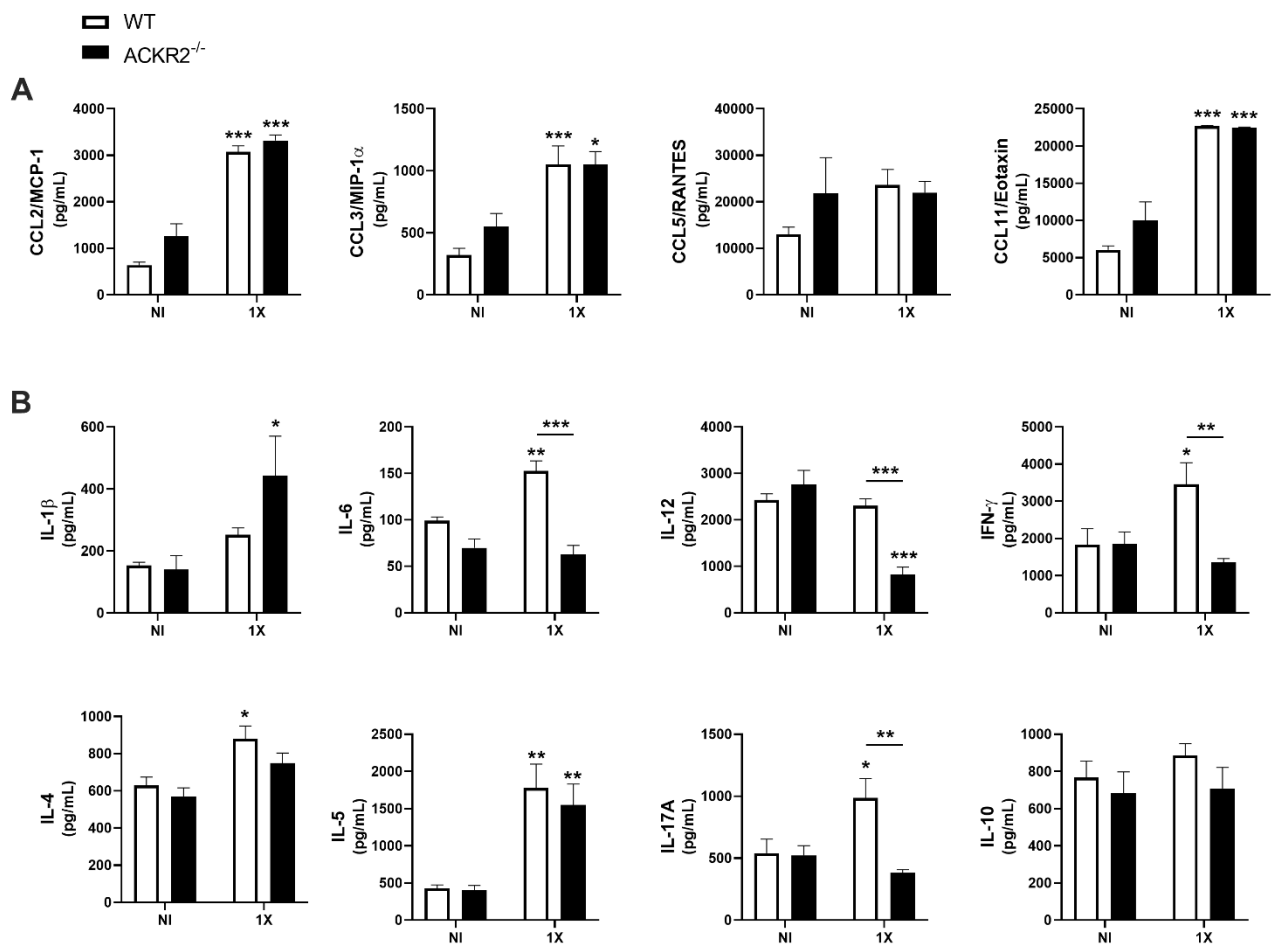 WT
ACKR2-/-
A
CCL2/MCP-1
(pg/mL)
4000
3000
2000
1000
0
NI
1X
***
***
CCL3/MIP-1α
(pg/mL)
1500
1000
500
0
NI
1X
***
*
CCL5/RANTES
(pg/mL)
40000
30000
20000
10000
0
NI
1X
CCL11/Eotaxin
(pg/mL)
25000
20000
15000
10000
5000
0
NI
1X
***
***
B
IL-1β
(pg/mL)
600
400
200
0
NI
1X
*
IL-6
(pg/mL)
200
150
100
50
0
NI
1X
**
***
IL-12
(pg/mL)
4000
3000
2000
1000
0
NI
1X
***
***
IFN-γ
(pg/mL)
5000
4000
3000
2000
1000
0
NI
1X
*
**
IL-4
(pg/mL)
1000
800
600
400
200
0
NI
1X
*
IL-5
(pg/mL)
2500
2000
1500
1000
500
0
NI
1X
**
**
IL-17A
(pg/mL)
1500
1000
500
0
NI
1X
*
**
IL-10
(pg/mL)
1000
800
600
400
200
0
NI
1X